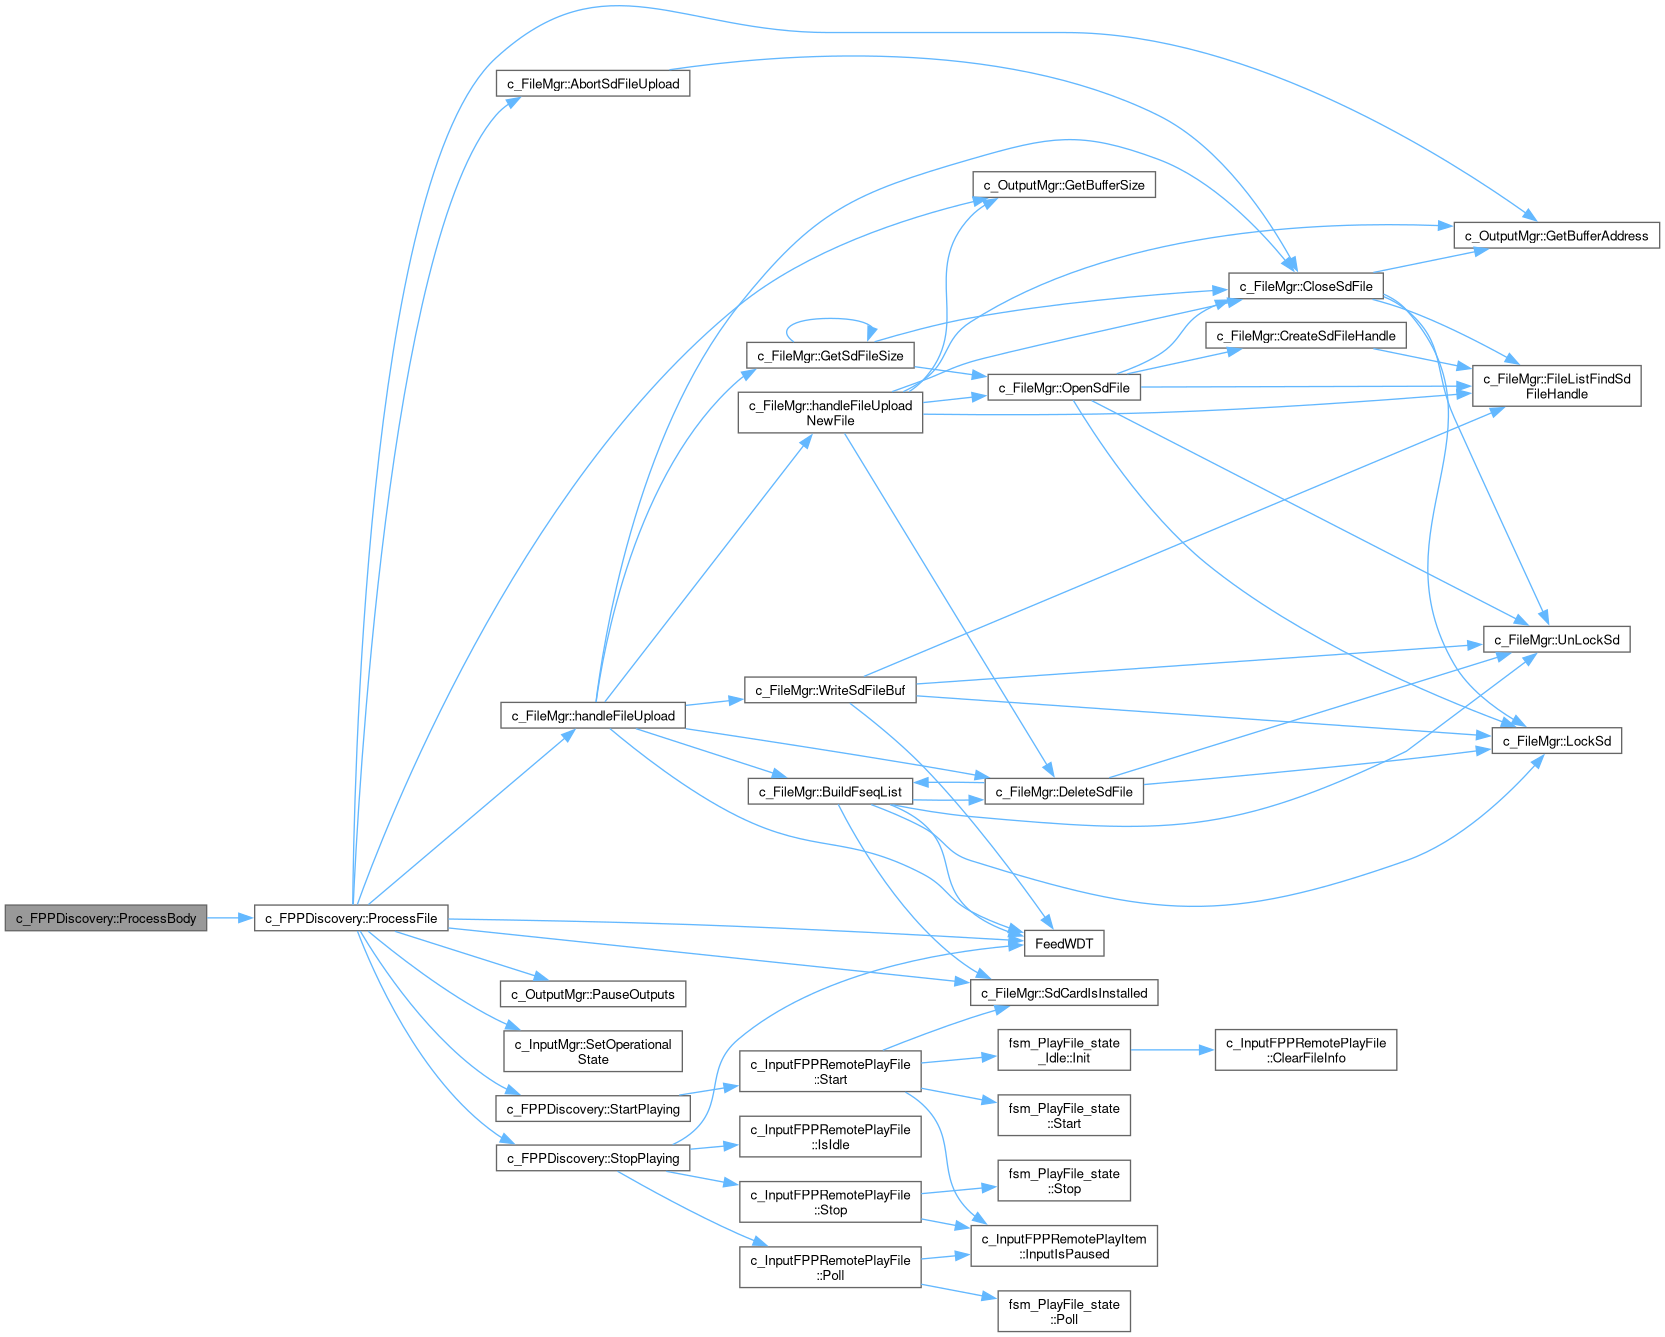 c_FileMgr::AbortSdFileUpload
c_OutputMgr::GetBufferSize
c_OutputMgr::GetBufferAddress
c_FileMgr::CloseSdFile
c_FileMgr::CreateSdFileHandle
c_FileMgr::GetSdFileSize
c_FileMgr::OpenSdFile
c_FileMgr::FileListFindSd
FileHandle
c_FileMgr::handleFileUpload
NewFile
c_FileMgr::UnLockSd
c_FileMgr::WriteSdFileBuf
c_FileMgr::handleFileUpload
c_FileMgr::LockSd
c_FileMgr::BuildFseqList
c_FileMgr::DeleteSdFile
c_FPPDiscovery::ProcessBody
c_FPPDiscovery::ProcessFile
FeedWDT
c_OutputMgr::PauseOutputs
c_FileMgr::SdCardIsInstalled
c_InputMgr::SetOperational
State
c_InputFPPRemotePlayFile
::Start
fsm_PlayFile_state
_Idle::Init
c_InputFPPRemotePlayFile
::ClearFileInfo
c_FPPDiscovery::StartPlaying
fsm_PlayFile_state
::Start
c_InputFPPRemotePlayFile
::IsIdle
c_FPPDiscovery::StopPlaying
fsm_PlayFile_state
::Stop
c_InputFPPRemotePlayFile
::Stop
c_InputFPPRemotePlayItem
::InputIsPaused
c_InputFPPRemotePlayFile
::Poll
fsm_PlayFile_state
::Poll